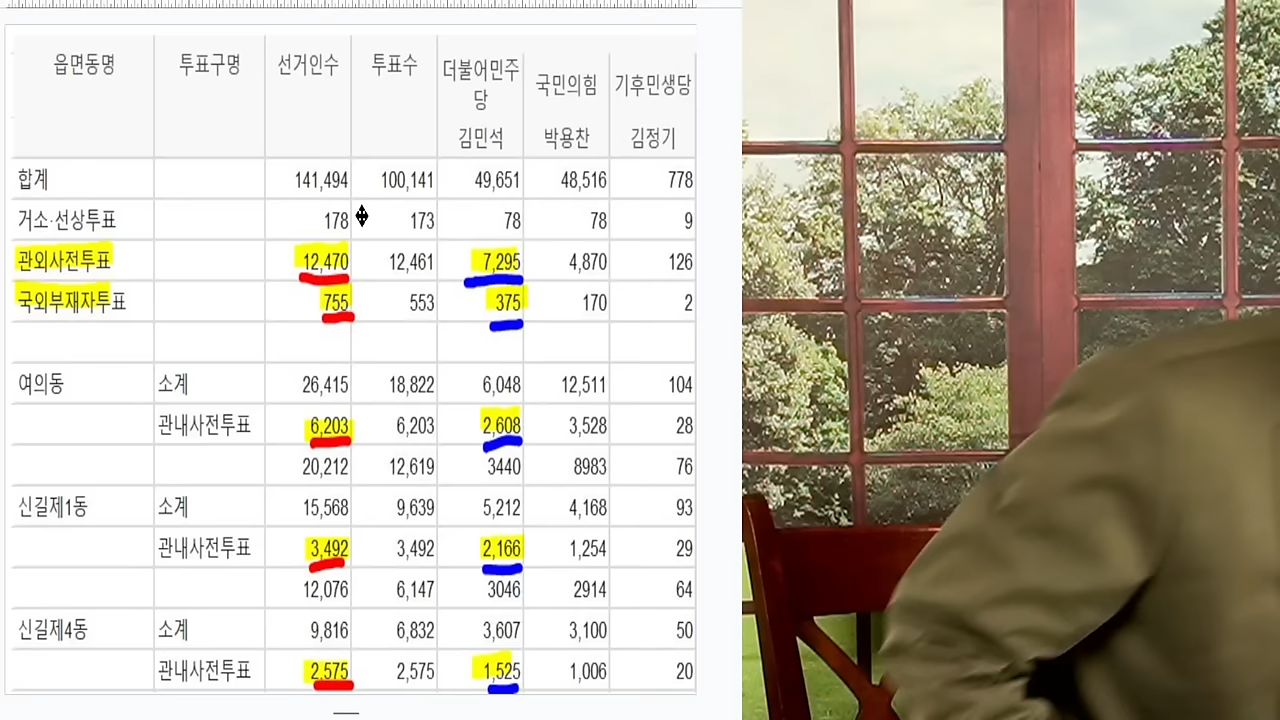 읍면동명 투표구명 선거인수 투표수 더불어민주당 김민석 국민의힘 박용찬 기후민생당 김정기
합계 141,494 100,141 49,651 48,516 778
거소·선상투표 178 173 78 78 9
관외사전투표 12,470 12,461 7,295 4,870 126
국외부재자투표 755 553 375 170 2
여의동 소계 26,415 18,822 6,048 12,511 104
관내사전투표 6,203 6,203 2,608 3,528 28
20,212 12,619 3440 8983 76
신길제1동 소계 15,568 9,639 5,212 4,168 93
관내사전투표 3,492 3,492 2,166 1,254 29
12,076 6,147 3046 2914 64
신길제4동 소계 9,816 6,832 3,607 3,100 50
관내사전투표 2,575 2,575 1,525 1,006 20